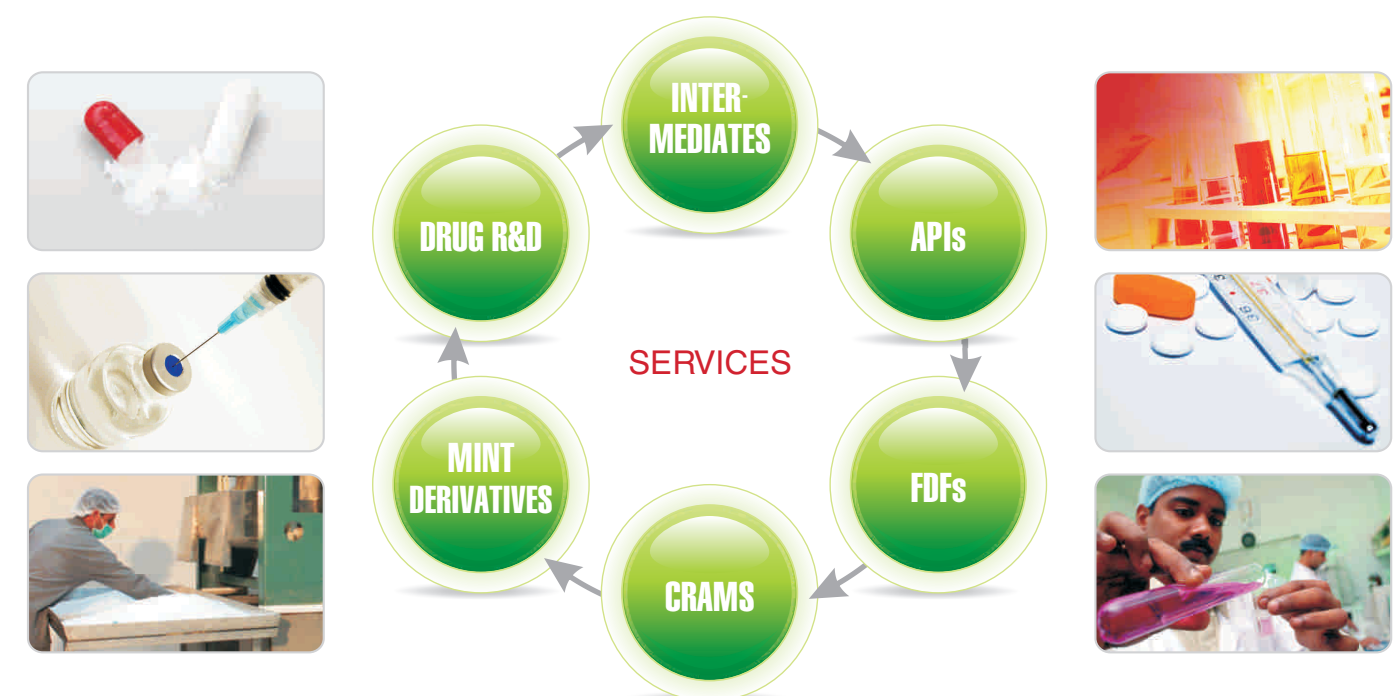 INTER-
MEDIATES
DRUG R&D
APIs
SERVICES
MINT
DERIVATIVES
FDFs
CRAMS